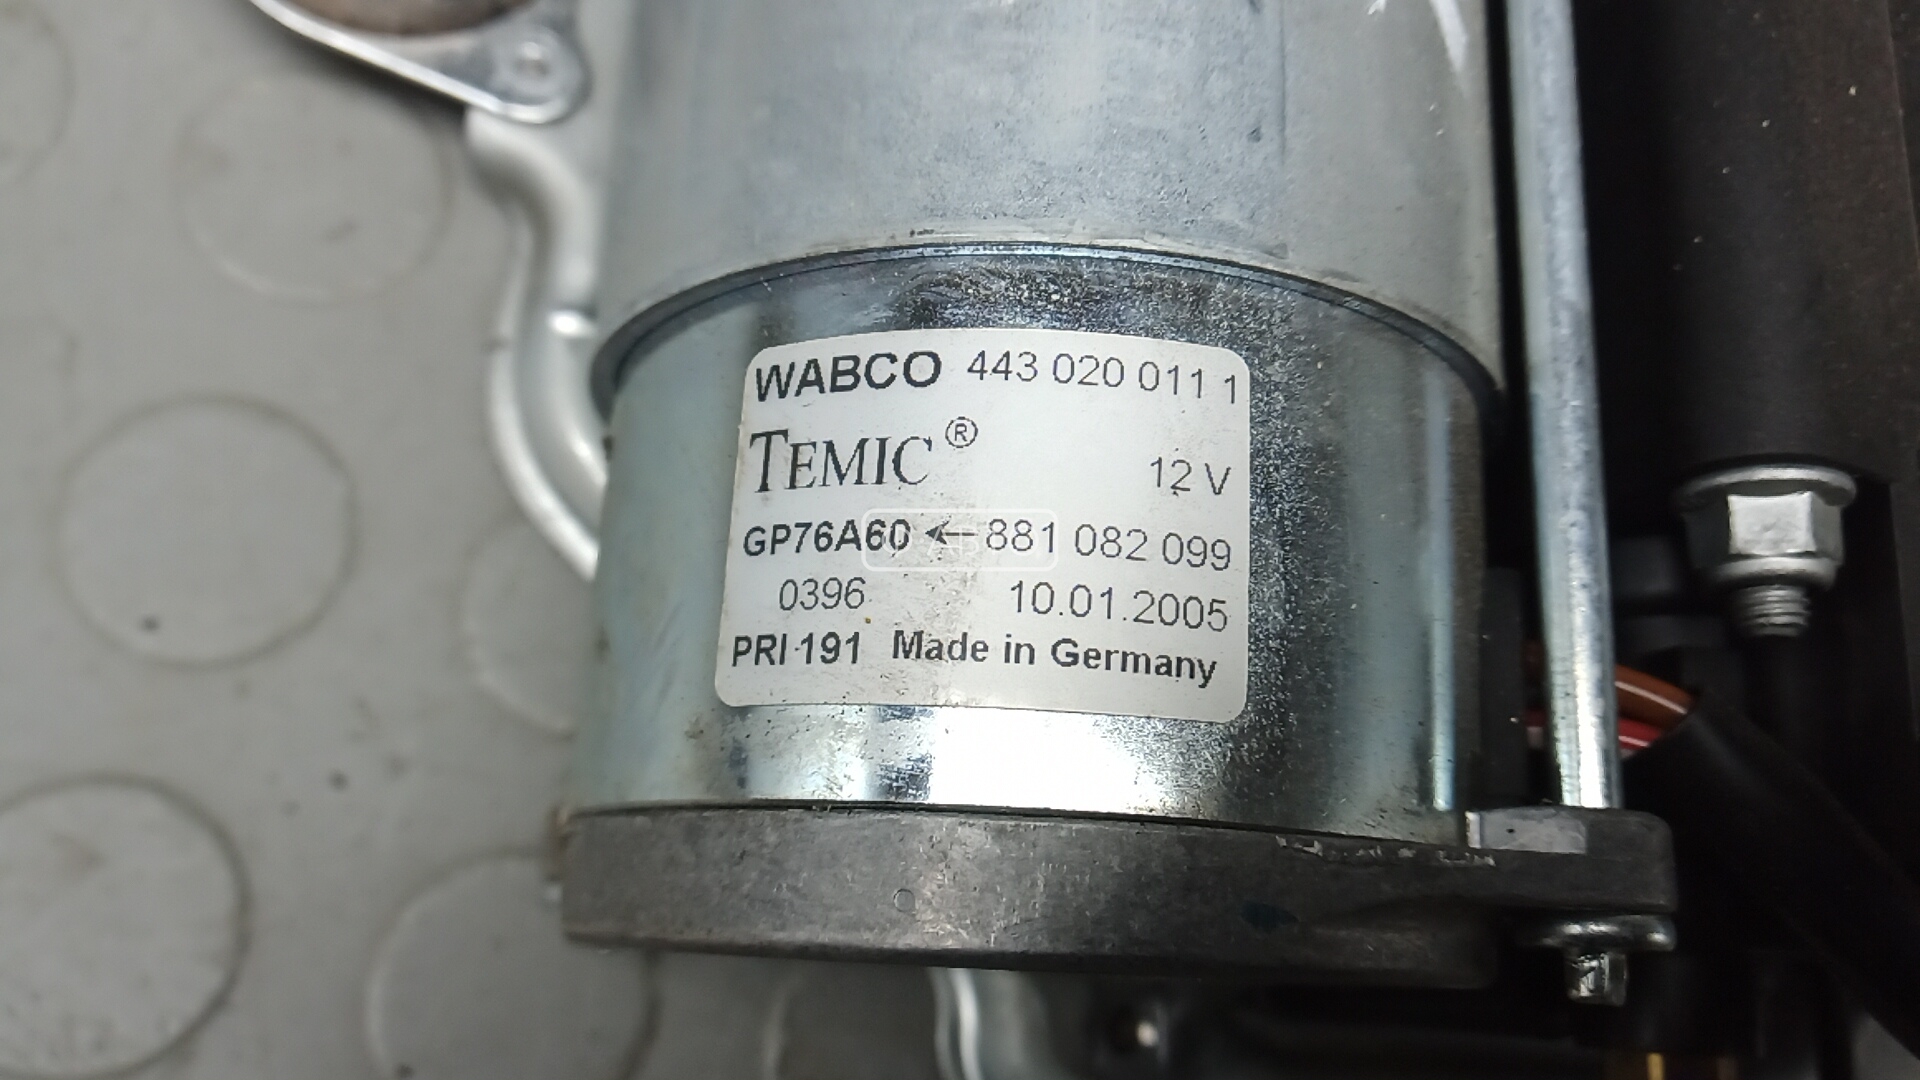 WABCO 443 020 011 1
TEMIC®
12 V
GP76A60 ← 881 082 099
0396 10.01.2005
PRI 191 Made in Germany